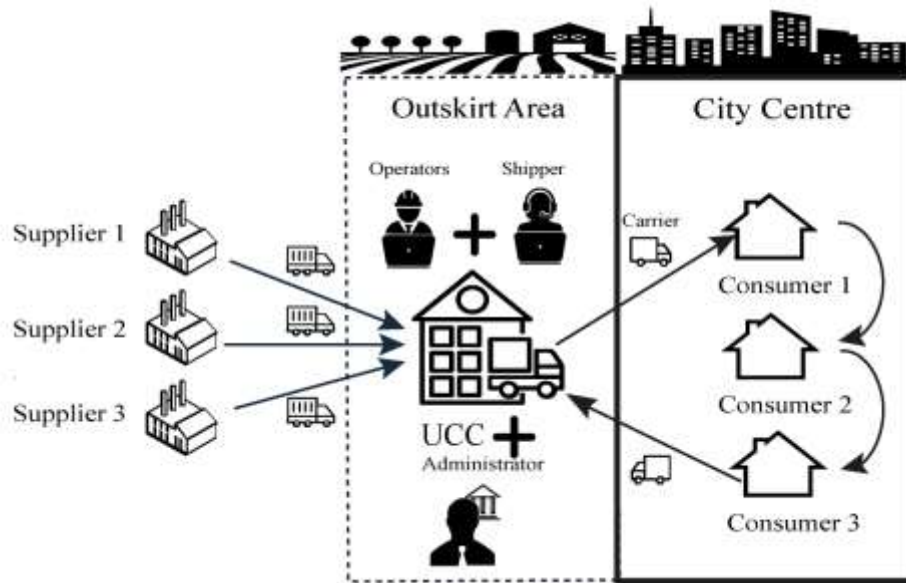 Outskirt Area
City Centre
Operators
Shipper
Carrier
Supplier 1
Consumer 1
Supplier 2
Consumer 2
Supplier 3
UCC
Administrator
Consumer 3